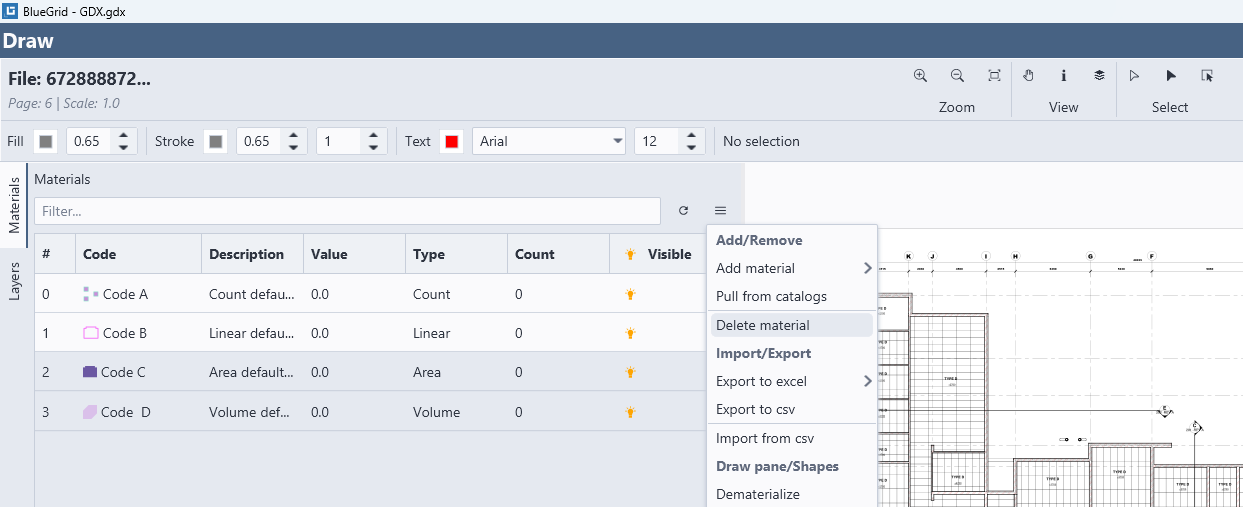 BlueGrid - GDX.gdx
Draw
File: 672888872...
Page: 6 | Scale: 1.0
Zoom View Select
Fill 0.65 Stroke 0.65 1 Text Arial 12 No selection
Materials
Layers
Materials
Filter...
# Code Description Value Type Count Visible
0 Code A Count defau... 0.0 Count 0
1 Code B Linear defau... 0.0 Linear 0
2 Code C Area default... 0.0 Area 0
3 Code D Volume def... 0.0 Volume 0
Add/Remove
Add material
Pull from catalogs
Delete material
Import/Export
Export to excel
Export to csv
Import from csv
Draw pane/Shapes
Dematerialize
K J I H G F